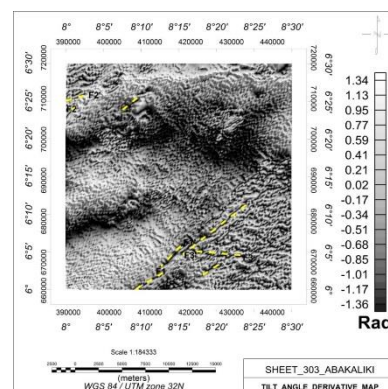 8° 8°5' 8°10' 8°15' 8°20' 8°25' 8°30'
390000 400000 410000 420000 430000 440000
6°30' 720000 720000 6°30'
6°25' 710000 710000 6°25'
6°20' 700000 700000 6°20'
6°15' 690000 690000 6°15'
6°10' 680000 680000 6°10'
6°5' 670000 670000 6°5'
6° 660000 660000 6°
F2
390000 400000 410000 420000 430000 440000
8° 8°5' 8°10' 8°15' 8°20' 8°25' 8°30'
1.34
1.13
0.95
0.77
0.59
0.41
0.21
0.02
-0.17
-0.34
-0.51
-0.68
-0.85
-1.01
-1.17
-1.36
Rad
Scale 1:184333
(meters)
WGS 84 / UTM zone 32N
SHEET_303_ABAKALIKI
TILT_ANGLE_DERIVATIVE_MAP